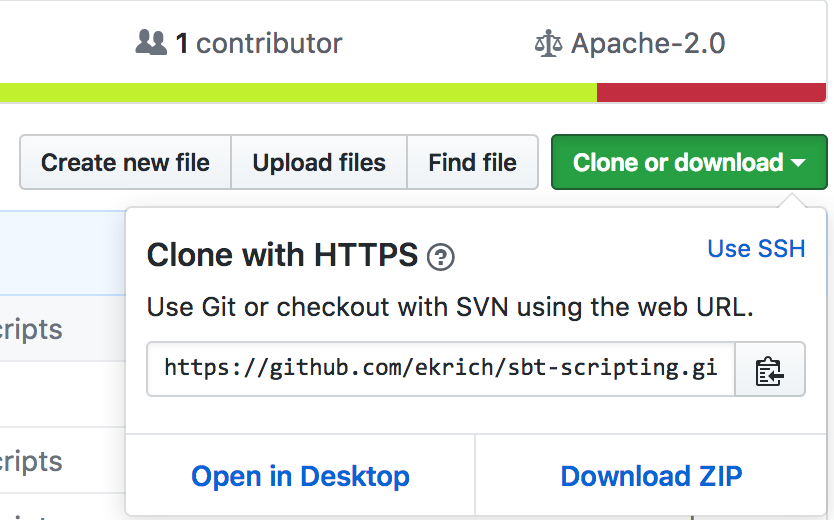 1 contributor
Apache-2.0
Create new file
Upload files
Find file
Clone or download
Clone with HTTPS ?
Use SSH
Use Git or checkout with SVN using the web URL.
https://github.com/ekrich/sbt-scripting.gi
cripts
cripts
Open in Desktop
Download ZIP